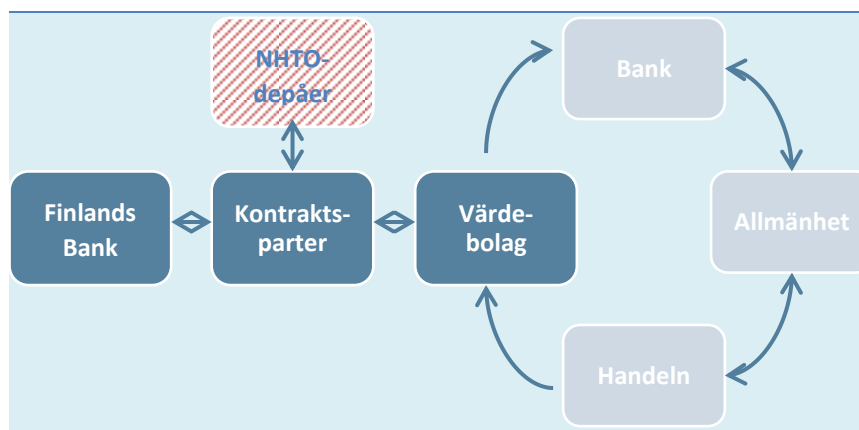 NHTO-
depåer
Bank
Finlands
Bank
Kontrakts-
parter
Värde-
bolag
Allmänhet
Handeln